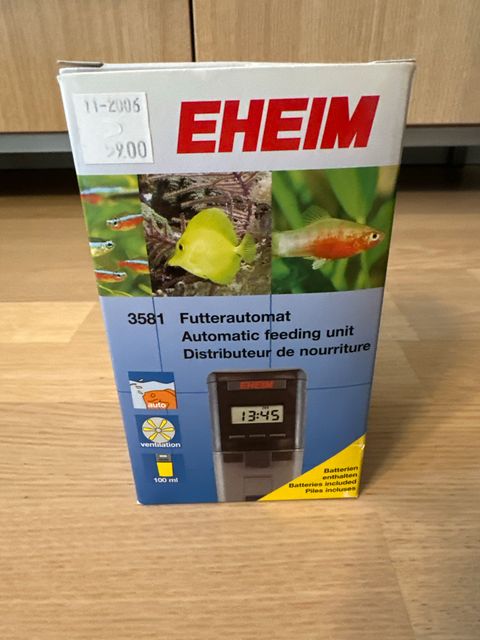 11-2006
59.00
EHEIM
3581 Futterautomat
Automatic feeding unit
Distributeur de nourriture
auto
ventilation
100 ml
EHEIM
13:45
Batterien
enthalten
Batteries included
Piles incluses